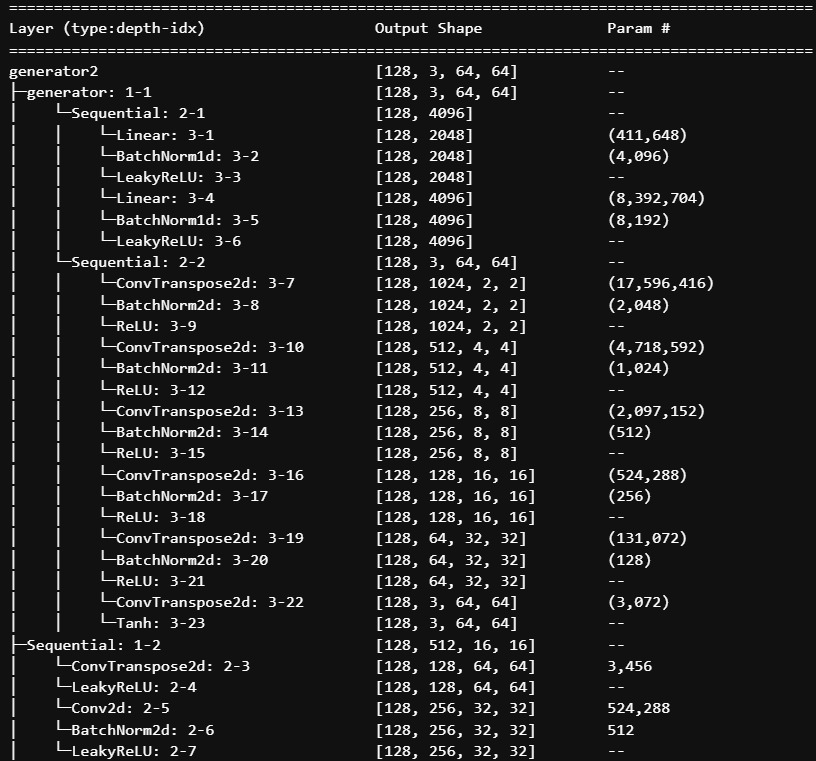 ==========================================================================================
Layer (type:depth-idx)                   Output Shape              Param #
==========================================================================================
generator2                               [128, 3, 64, 64]          --
├─generator: 1-1                         [128, 3, 64, 64]          --
│    └─Sequential: 2-1                   [128, 4096]               --
│    │    └─Linear: 3-1                  [128, 2048]               (411,648)
│    │    └─BatchNorm1d: 3-2             [128, 2048]               (4,096)
│    │    └─LeakyReLU: 3-3               [128, 2048]               --
│    │    └─Linear: 3-4                  [128, 4096]               (8,392,704)
│    │    └─BatchNorm1d: 3-5             [128, 4096]               (8,192)
│    │    └─LeakyReLU: 3-6               [128, 4096]               --
│    └─Sequential: 2-2                   [128, 3, 64, 64]          --
│    │    └─ConvTranspose2d: 3-7         [128, 1024, 2, 2]         (17,596,416)
│    │    └─BatchNorm2d: 3-8             [128, 1024, 2, 2]         (2,048)
│    │    └─ReLU: 3-9                    [128, 1024, 2, 2]         --
│    │    └─ConvTranspose2d: 3-10        [128, 512, 4, 4]          (4,718,592)
│    │    └─BatchNorm2d: 3-11            [128, 512, 4, 4]          (1,024)
│    │    └─ReLU: 3-12                   [128, 512, 4, 4]          --
│    │    └─ConvTranspose2d: 3-13        [128, 256, 8, 8]          (2,097,152)
│    │    └─BatchNorm2d: 3-14            [128, 256, 8, 8]          (512)
│    │    └─ReLU: 3-15                   [128, 256, 8, 8]          --
│    │    └─ConvTranspose2d: 3-16        [128, 128, 16, 16]        (524,288)
│    │    └─BatchNorm2d: 3-17            [128, 128, 16, 16]        (256)
│    │    └─ReLU: 3-18                   [128, 128, 16, 16]        --
│    │    └─ConvTranspose2d: 3-19        [128, 64, 32, 32]         (131,072)
│    │    └─BatchNorm2d: 3-20            [128, 64, 32, 32]         (128)
│    │    └─ReLU: 3-21                   [128, 64, 32, 32]         --
│    │    └─ConvTranspose2d: 3-22        [128, 3, 64, 64]          (3,072)
│    │    └─Tanh: 3-23                   [128, 3, 64, 64]          --
├─Sequential: 1-2                        [128, 512, 16, 16]        --
│    └─ConvTranspose2d: 2-3              [128, 128, 64, 64]        3,456
│    └─LeakyReLU: 2-4                    [128, 128, 64, 64]        --
│    └─Conv2d: 2-5                       [128, 256, 32, 32]        524,288
│    └─BatchNorm2d: 2-6                  [128, 256, 32, 32]        512
│    └─LeakyReLU: 2-7                    [128, 256, 32, 32]        --